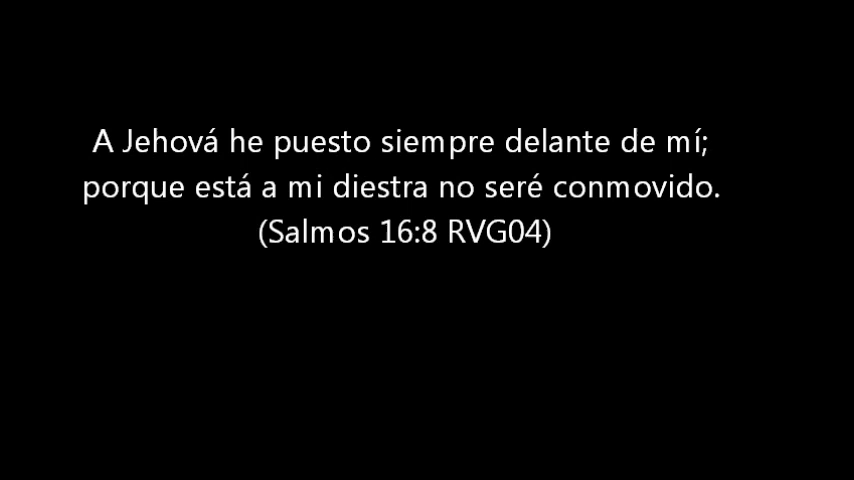 A Jehová he puesto siempre delante de mí;
porque está a mi diestra no seré conmovido.
(Salmos 16:8 RVG04)